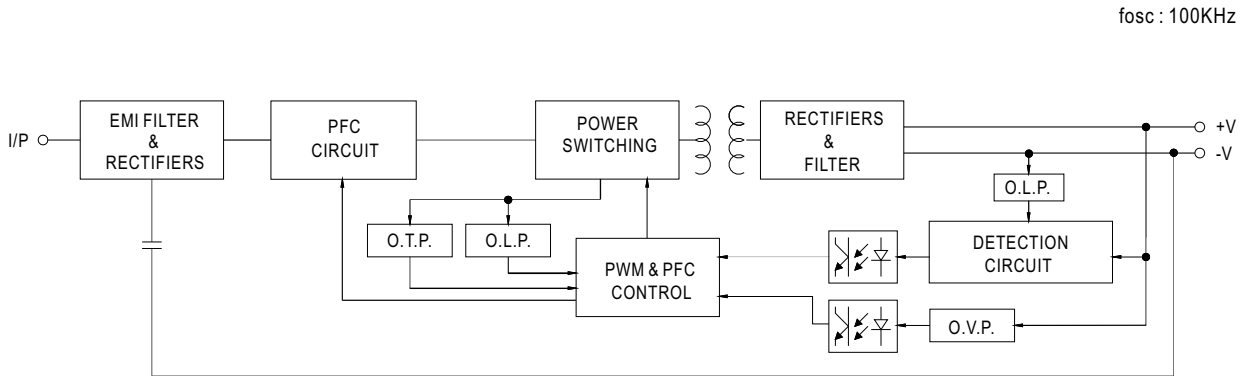 fosc : 100KHz
I/P
EMI FILTER
&
RECTIFIERS
PFC
CIRCUIT
POWER
SWITCHING
RECTIFIERS
&
FILTER
+V
-V
O.L.P.
O.T.P.
O.L.P.
PWM & PFC
CONTROL
DETECTION
CIRCUIT
O.V.P.